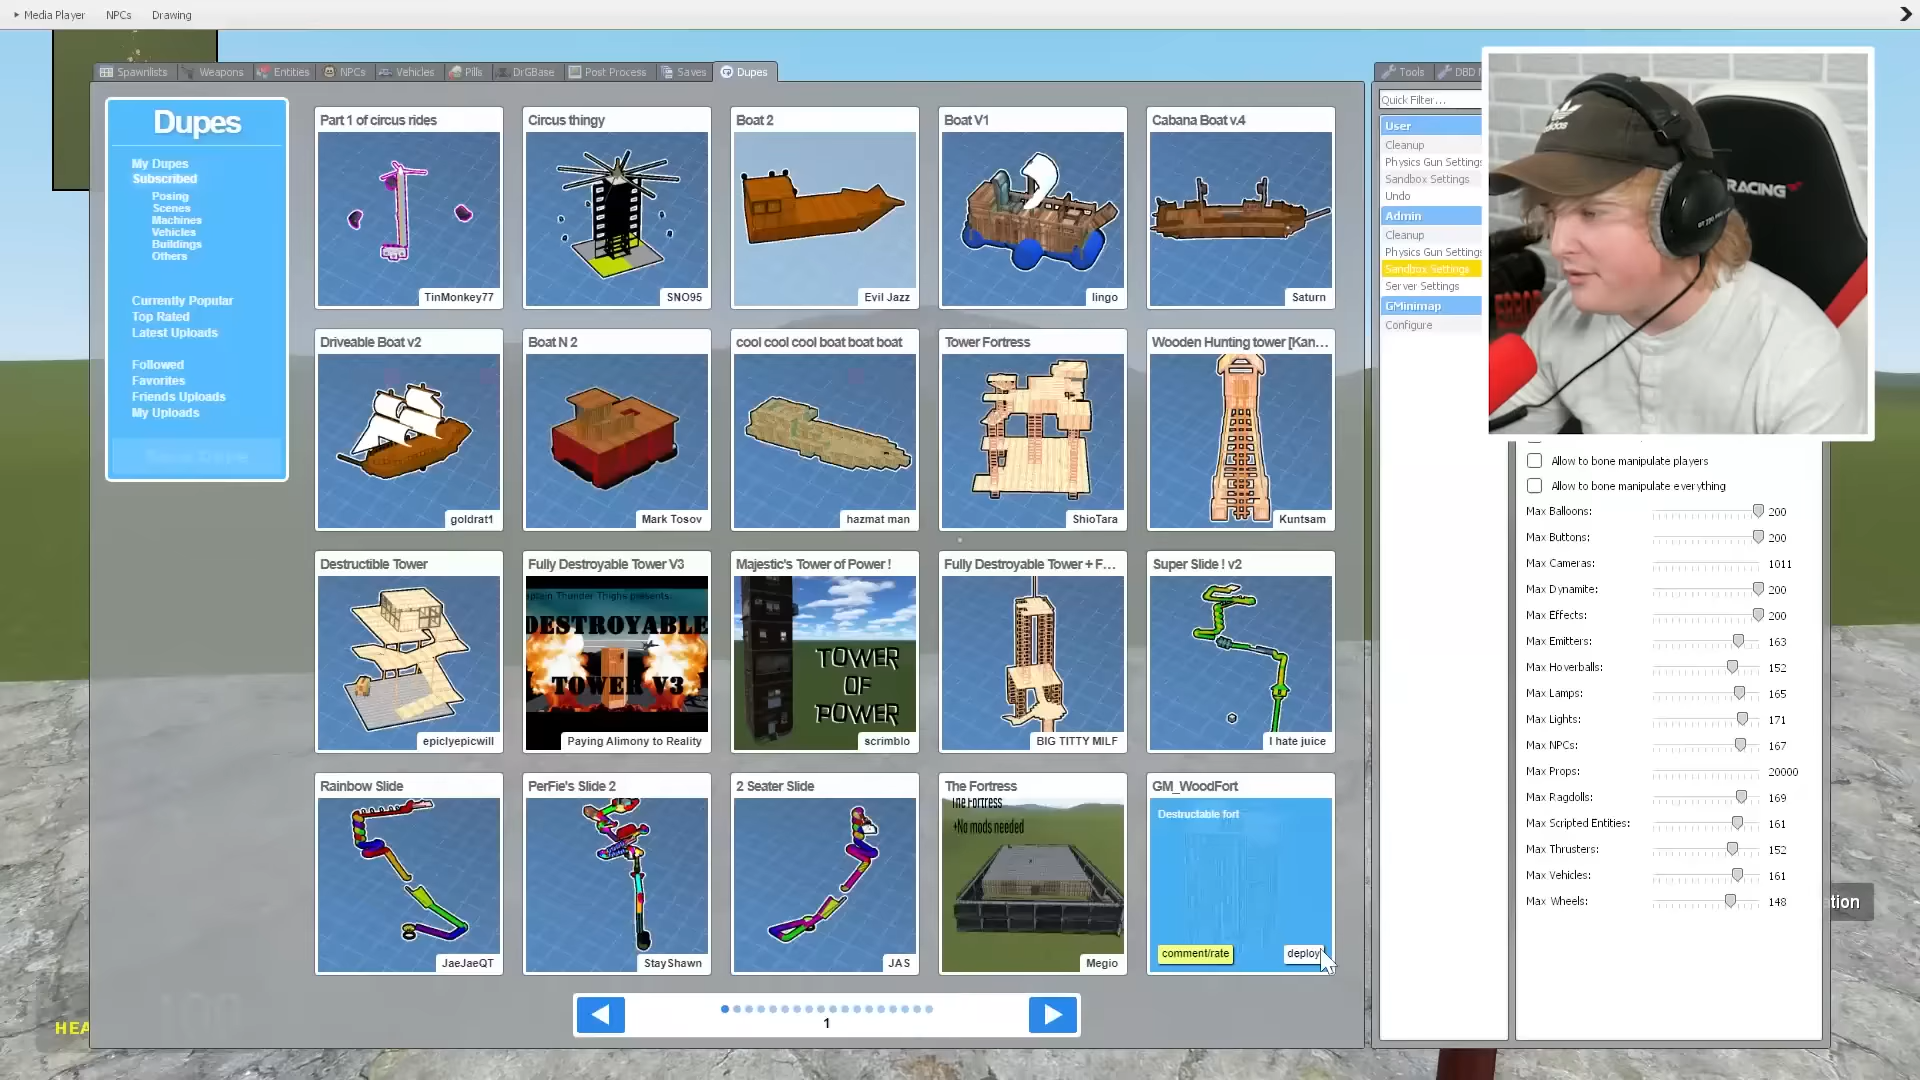 Media Player NPCs Drawing
Spawnlists Weapons Entities NPCs Vehicles Pills DrGBase Post Process Saves Dupes
Dupes
My Dupes
Subscribed
Posing
Scenes
Machines
Vehicles
Buildings
Others
Currently Popular
Top Rated
Latest Uploads
Followed
Favorites
Friends Uploads
My Uploads
Part 1 of circus rides
TinMonkey77
Circus thingy
SNO95
Boat 2
Evil Jazz
Boat V1
lingo
Cabana Boat v.4
Saturn
Driveable Boat v2
goldrat1
Boat N 2
Mark Tosov
cool cool cool boat boat boat
hazmat man
Tower Fortress
ShioTara
Wooden Hunting tower [Kan...
Kuntsam
Destructible Tower
epiclyepicwill
Fully Destroyable Tower V3
aptain Thunder Thighs presents:
DESTROYABLE
TOWER V3
Paying Alimony to Reality
Majestic's Tower of Power !
TOWER
OF
POWER
scrimblo
Fully Destroyable Tower + F...
BIG TITTY MILF
Super Slide ! v2
I hate juice
Rainbow Slide
JaeJaeQT
PerFie's Slide 2
StayShawn
2 Seater Slide
JAS
The Fortress
The Fortress
+No mods needed
Megio
GM_WoodFort
Destructable fort
comment/rate deploy
1
HEA
Tools DBD
Quick Filter...
User
Cleanup
Physics Gun Settings
Sandbox Settings
Undo
Admin
Cleanup
Physics Gun Settings
Sandbox Settings
Server Settings
GMinimap
Configure
adidas
RACING
Allow to bone manipulate players
Allow to bone manipulate everything
Max Balloons: 200
Max Buttons: 200
Max Cameras: 1011
Max Dynamite: 200
Max Effects: 200
Max Emitters: 163
Max Hoverballs: 152
Max Lamps: 165
Max Lights: 171
Max NPCs: 167
Max Props: 20000
Max Ragdolls: 169
Max Scripted Entities: 161
Max Thrusters: 152
Max Vehicles: 161
Max Wheels: 148
tion